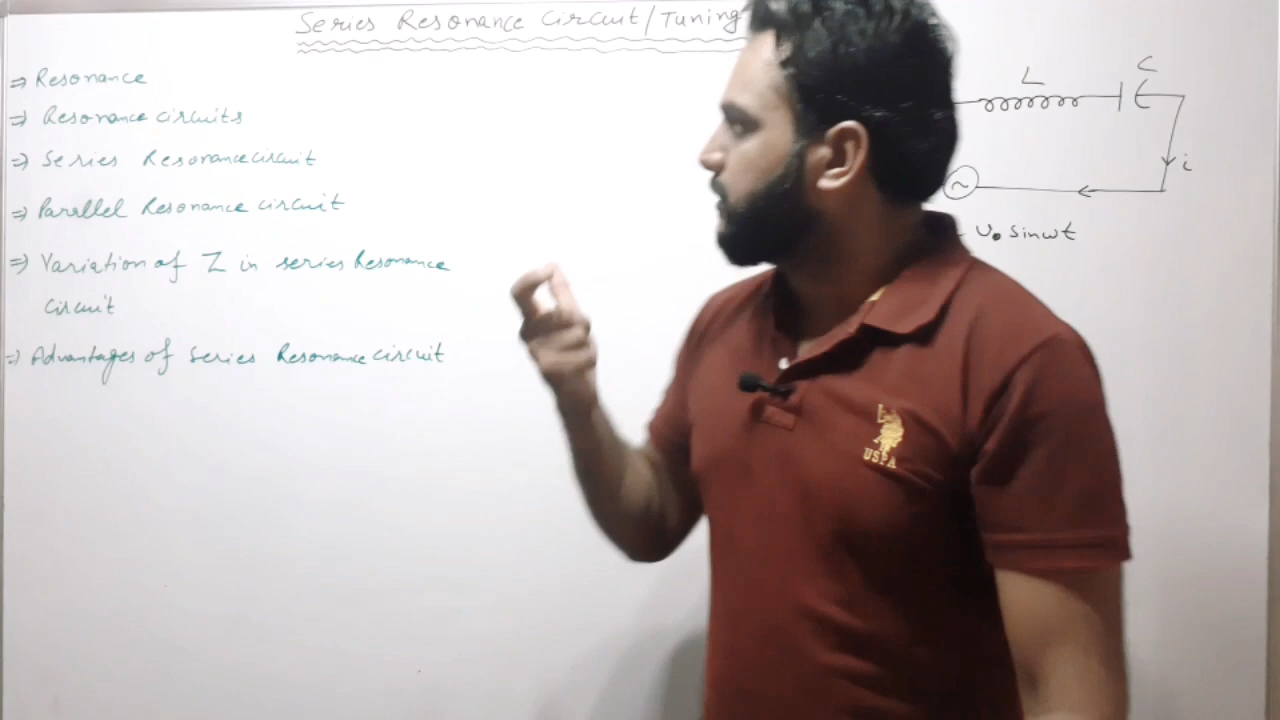 Series Resonance Circuit/Tuning
⇒ Resonance
⇒ Resonance circuits
⇒ Series Resonance circuit
⇒ Parallel Resonance circuit
⇒ Variation of Z in series Resonance
circuit
⇒ Advantages of Series Resonance circuit
L C
~
i
v₀ sinωt
USPA